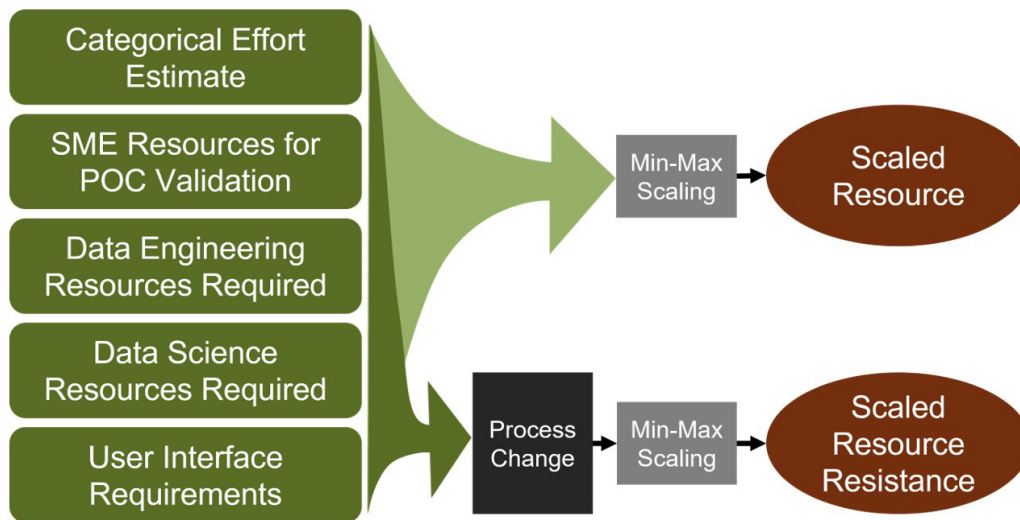 Categorical Effort
Estimate
SME Resources for
POC Validation
Data Engineering
Resources Required
Data Science
Resources Required
User Interface
Requirements
Min-Max
Scaling
Scaled
Resource
Process
Change
Min-Max
Scaling
Scaled
Resource
Resistance